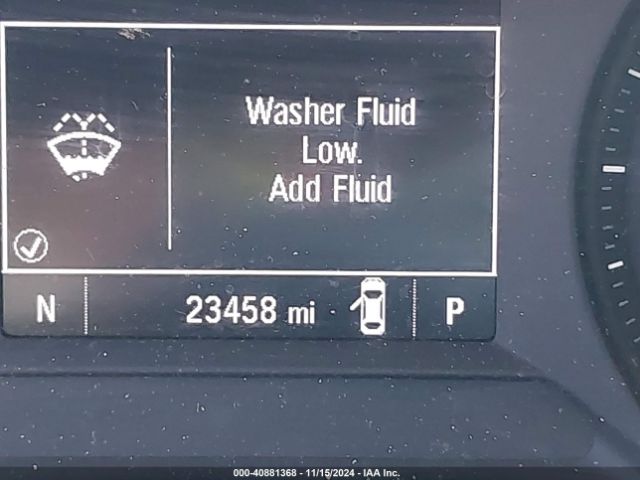 Washer Fluid
Low.
Add Fluid
N 23458 mi P
000-40881368 - 11/15/2024 - IAA Inc.